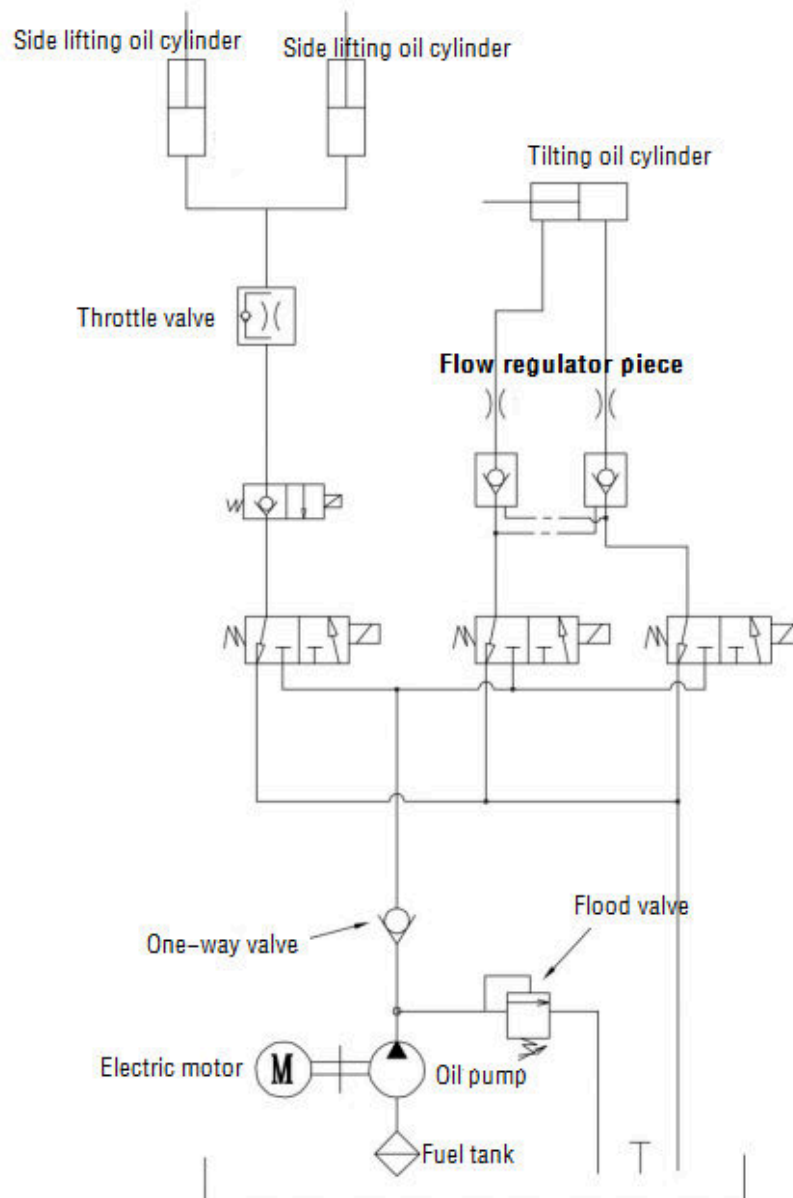 Side lifting oil cylinder
Side lifting oil cylinder
Tilting oil cylinder
Throttle valve
Flow regulator piece
Flood valve
One-way valve
Electric motor
M
Oil pump
Fuel tank